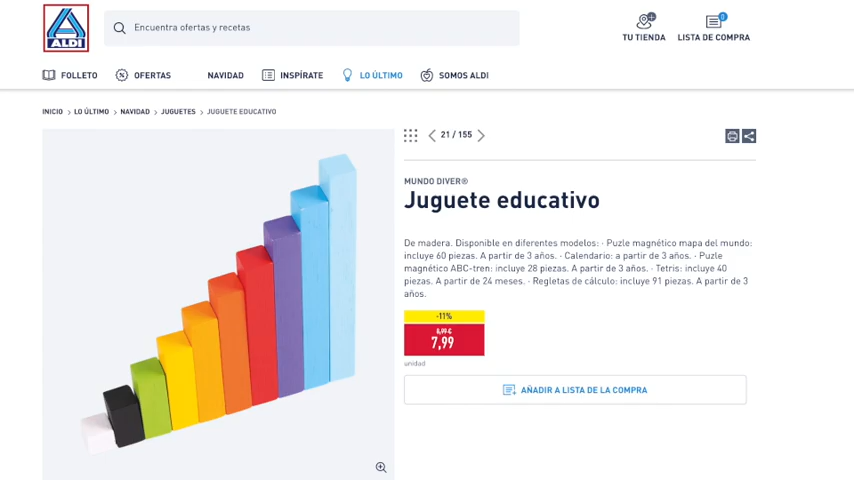 ALDI
Encuentra ofertas y recetas
TU TIENDA
0
LISTA DE COMPRA
FOLLETO
OFERTAS
NAVIDAD
INSPÍRATE
LO ÚLTIMO
SOMOS ALDI
INICIO > LO ÚLTIMO > NAVIDAD > JUGUETES > JUGUETE EDUCATIVO
21 / 155
MUNDO DIVER®
Juguete educativo
De madera. Disponible en diferentes modelos: · Puzle magnético mapa del mundo:
incluye 60 piezas. A partir de 3 años. · Calendario: a partir de 3 años. · Puzle
magnético ABC-tren: incluye 28 piezas. A partir de 3 años. · Tetris: incluye 40
piezas. A partir de 24 meses. · Regletas de cálculo: incluye 91 piezas. A partir de 3
años.
-11%
8,99 €
7,99
unidad
AÑADIR A LISTA DE LA COMPRA